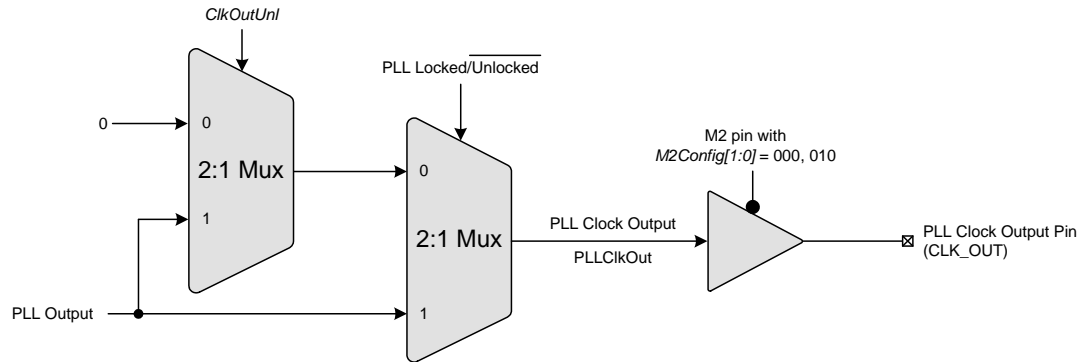 ClkOutUnl
PLL Locked/Unlocked
M2 pin with
M2Config[1:0] = 000, 010
0
0
2:1 Mux
1
0
2:1 Mux
1
PLL Clock Output
PLLClkOut
PLL Clock Output Pin
(CLK_OUT)
PLL Output